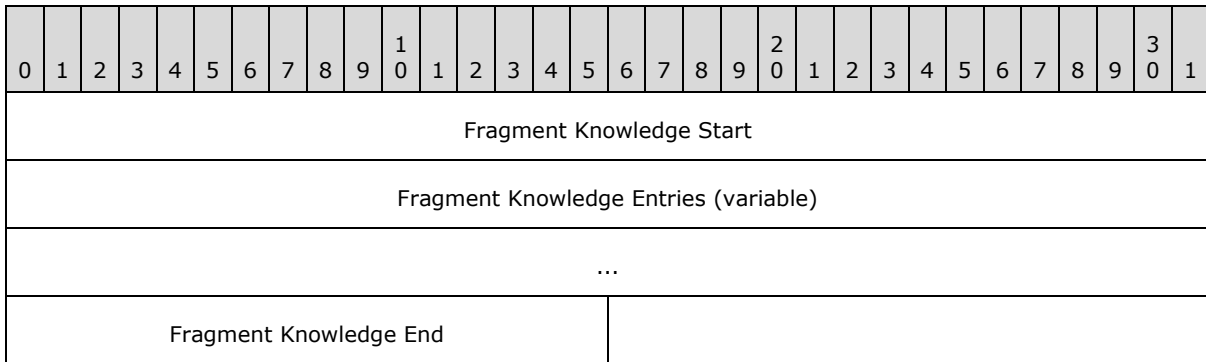 1 2 3
0 1 2 3 4 5 6 7 8 9 0 1 2 3 4 5 6 7 8 9 0 1 2 3 4 5 6 7 8 9 0 1
Fragment Knowledge Start
Fragment Knowledge Entries (variable)
...
Fragment Knowledge End